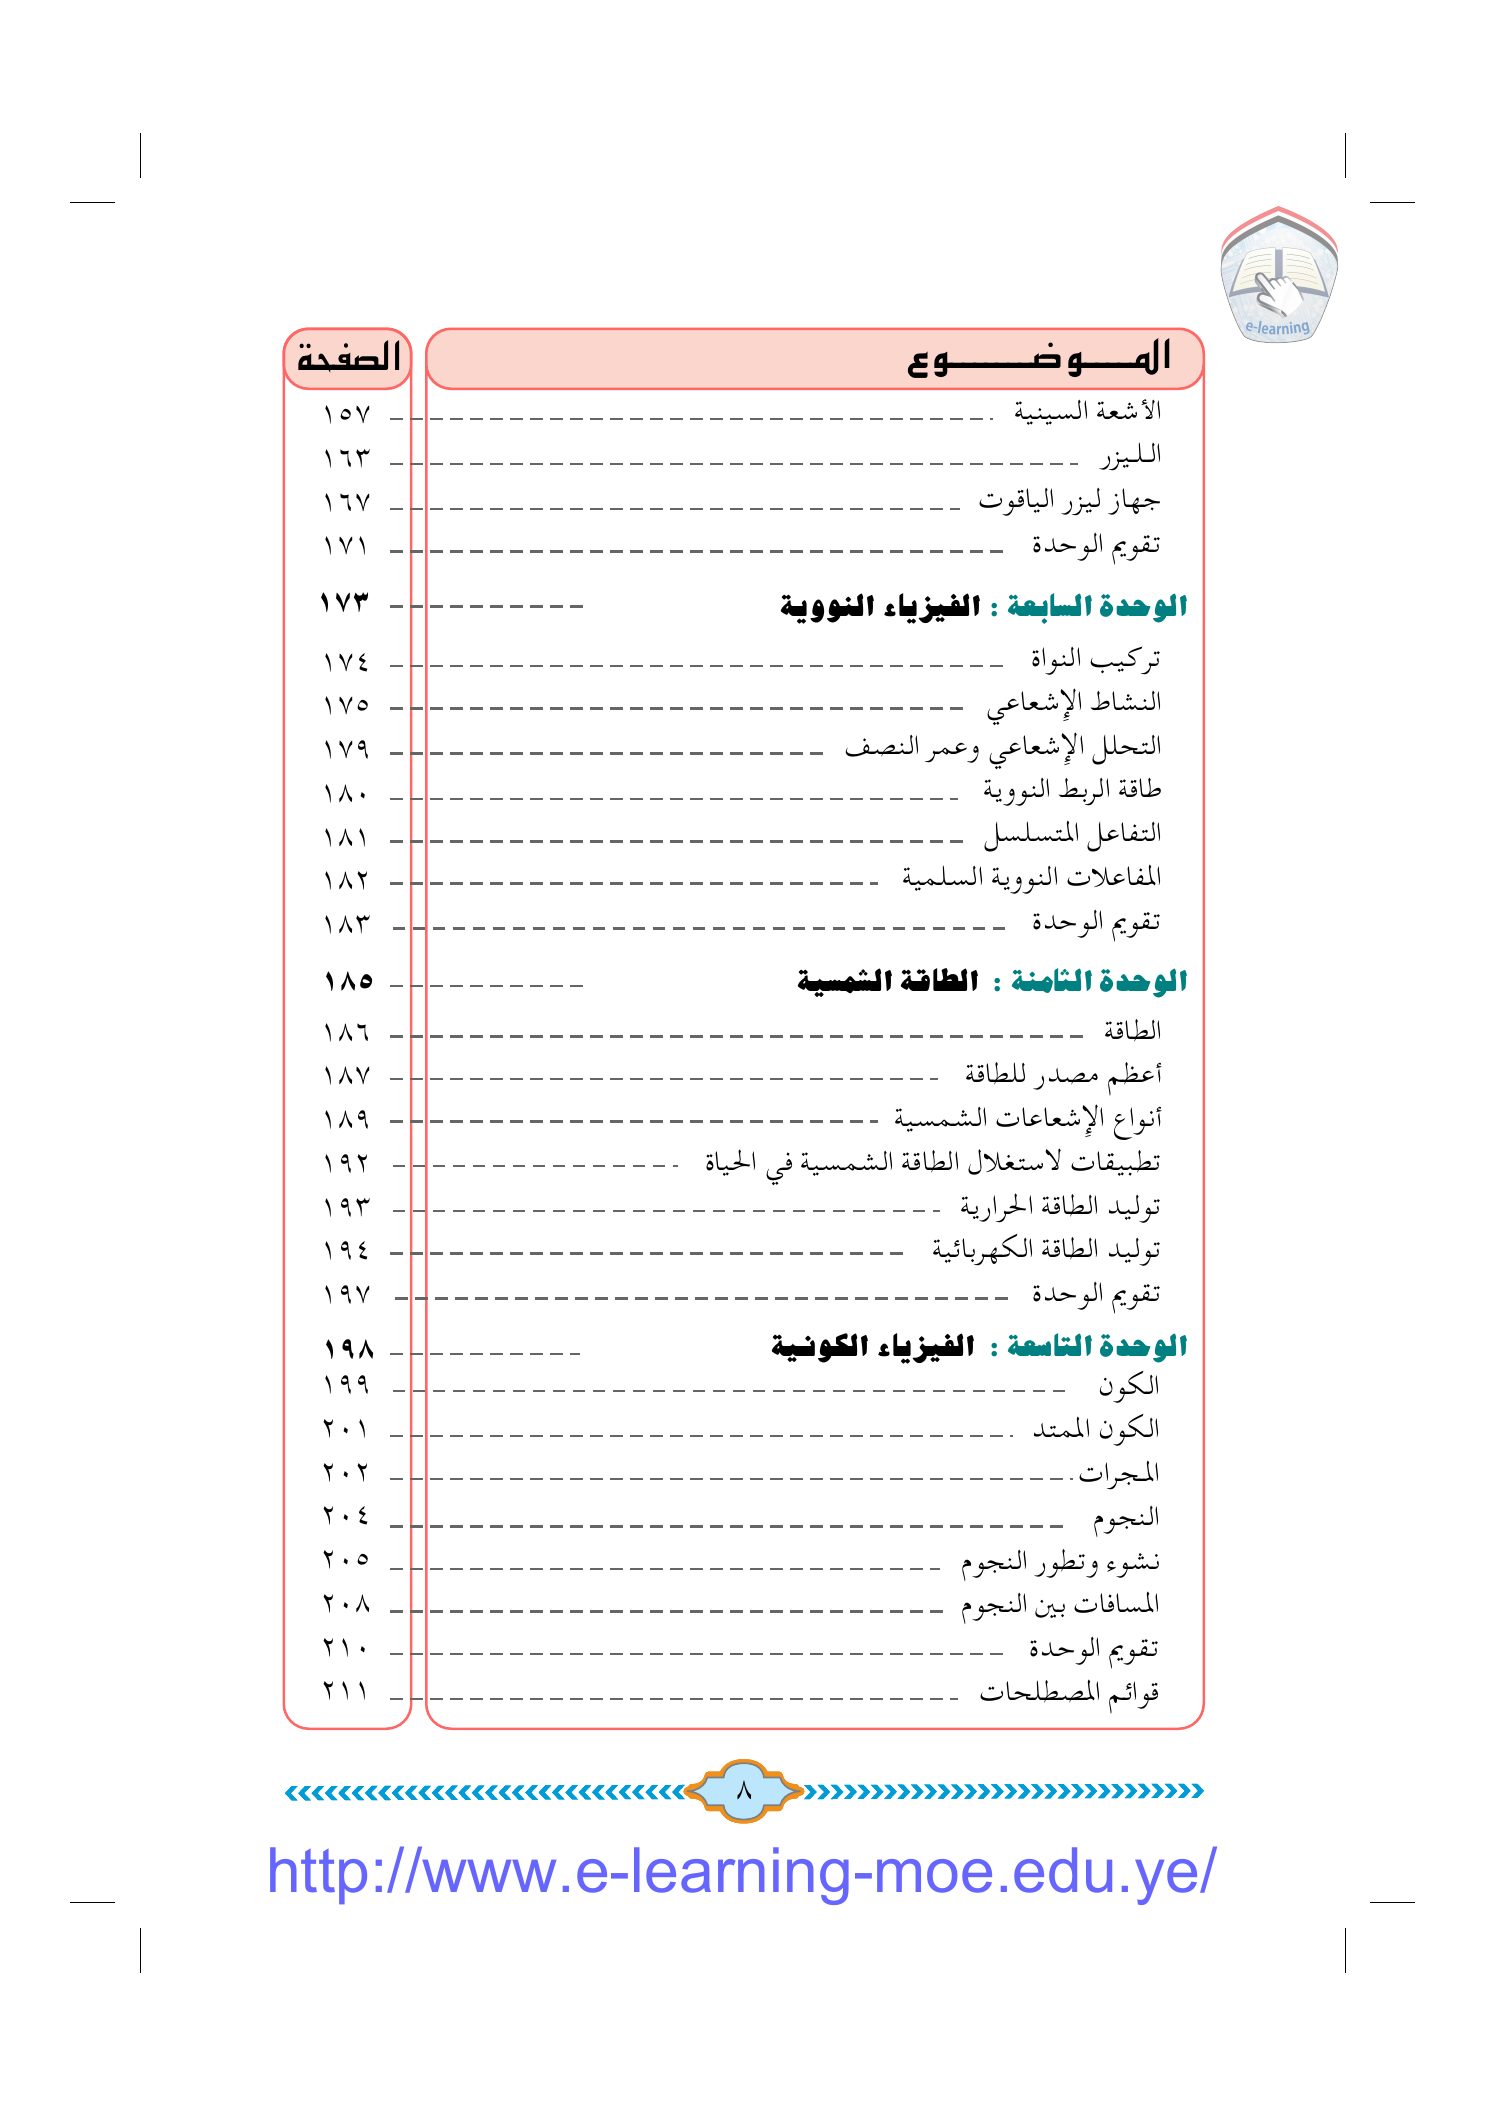 e-learning
الموضوع الصفحة
الأشعة السينية ١٥٧
الليزر ١٦٣
جهاز ليزر الياقوت ١٦٧
تقويم الوحدة ١٧١
الوحدة السابعة : الفيزياء النووية ١٧٣
تركيب النواة ١٧٤
النشاط الإشعاعي ١٧٥
التحلل الإشعاعي وعمر النصف ١٧٩
طاقة الربط النووية ١٨٠
التفاعل المتسلسل ١٨١
المفاعلات النووية السلمية ١٨٢
تقويم الوحدة ١٨٣
الوحدة الثامنة : الطاقة الشمسية ١٨٥
الطاقة ١٨٦
أعظم مصدر للطاقة ١٨٧
أنواع الإشعاعات الشمسية ١٨٩
تطبيقات لاستغلال الطاقة الشمسية في الحياة ١٩٢
توليد الطاقة الحرارية ١٩٣
توليد الطاقة الكهربائية ١٩٤
تقويم الوحدة ١٩٧
الوحدة التاسعة : الفيزياء الكونية ١٩٨
الكون ١٩٩
الكون الممتد ٢٠١
المجرات ٢٠٢
النجوم ٢٠٤
نشوء وتطور النجوم ٢٠٥
المسافات بين النجوم ٢٠٨
تقويم الوحدة ٢١٠
قوائم المصطلحات ٢١١
٨
http://www.e-learning-moe.edu.ye/